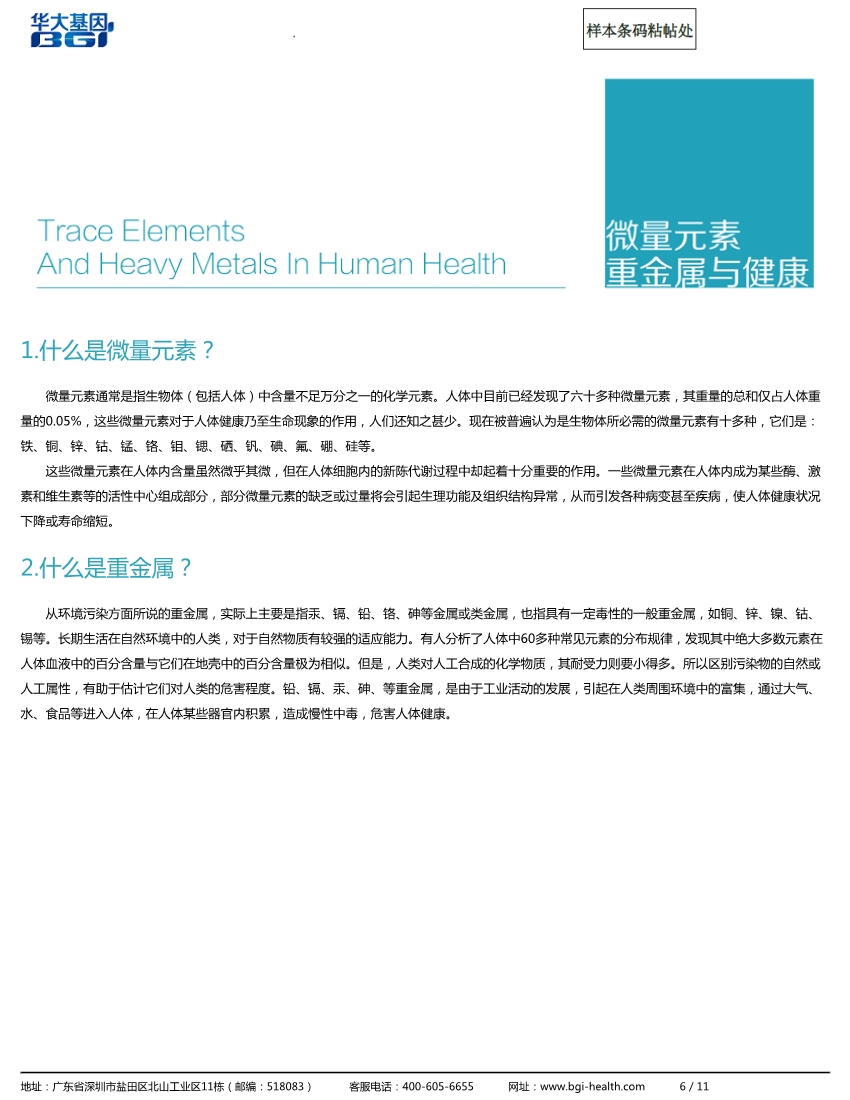 华大基因
BGI
.
样本条码粘帖处
Trace Elements
And Heavy Metals In Human Health
微量元素
重金属与健康
1.什么是微量元素？
微量元素通常是指生物体（包括人体）中含量不足万分之一的化学元素。人体中目前已经发现了六十多种微量元素，其重量的总和仅占人体重
量的0.05%，这些微量元素对于人体健康乃至生命现象的作用，人们还知之甚少。现在被普遍认为是生物体所必需的微量元素有十多种，它们是：
铁、铜、锌、钴、锰、铬、钼、锶、硒、钒、碘、氟、硼、硅等。
这些微量元素在人体内含量虽然微乎其微，但在人体细胞内的新陈代谢过程中却起着十分重要的作用。一些微量元素在人体内成为某些酶、激
素和维生素等的活性中心组成部分，部分微量元素的缺乏或过量将会引起生理功能及组织结构异常，从而引发各种病变甚至疾病，使人体健康状况
下降或寿命缩短。
2.什么是重金属？
从环境污染方面所说的重金属，实际上主要是指汞、镉、铅、铬、砷等金属或类金属，也指具有一定毒性的一般重金属，如铜、锌、镍、钴、
锡等。长期生活在自然环境中的人类，对于自然物质有较强的适应能力。有人分析了人体中60多种常见元素的分布规律，发现其中绝大多数元素在
人体血液中的百分含量与它们在地壳中的百分含量极为相似。但是，人类对人工合成的化学物质，其耐受力则要小得多。所以区别污染物的自然或
人工属性，有助于估计它们对人类的危害程度。铅、镉、汞、砷、等重金属，是由于工业活动的发展，引起在人类周围环境中的富集，通过大气、
水、食品等进入人体，在人体某些器官内积累，造成慢性中毒，危害人体健康。
地址：广东省深圳市盐田区北山工业区11栋（邮编：518083） 客服电话：400-605-6655 网址：www.bgi-health.com 6 / 11